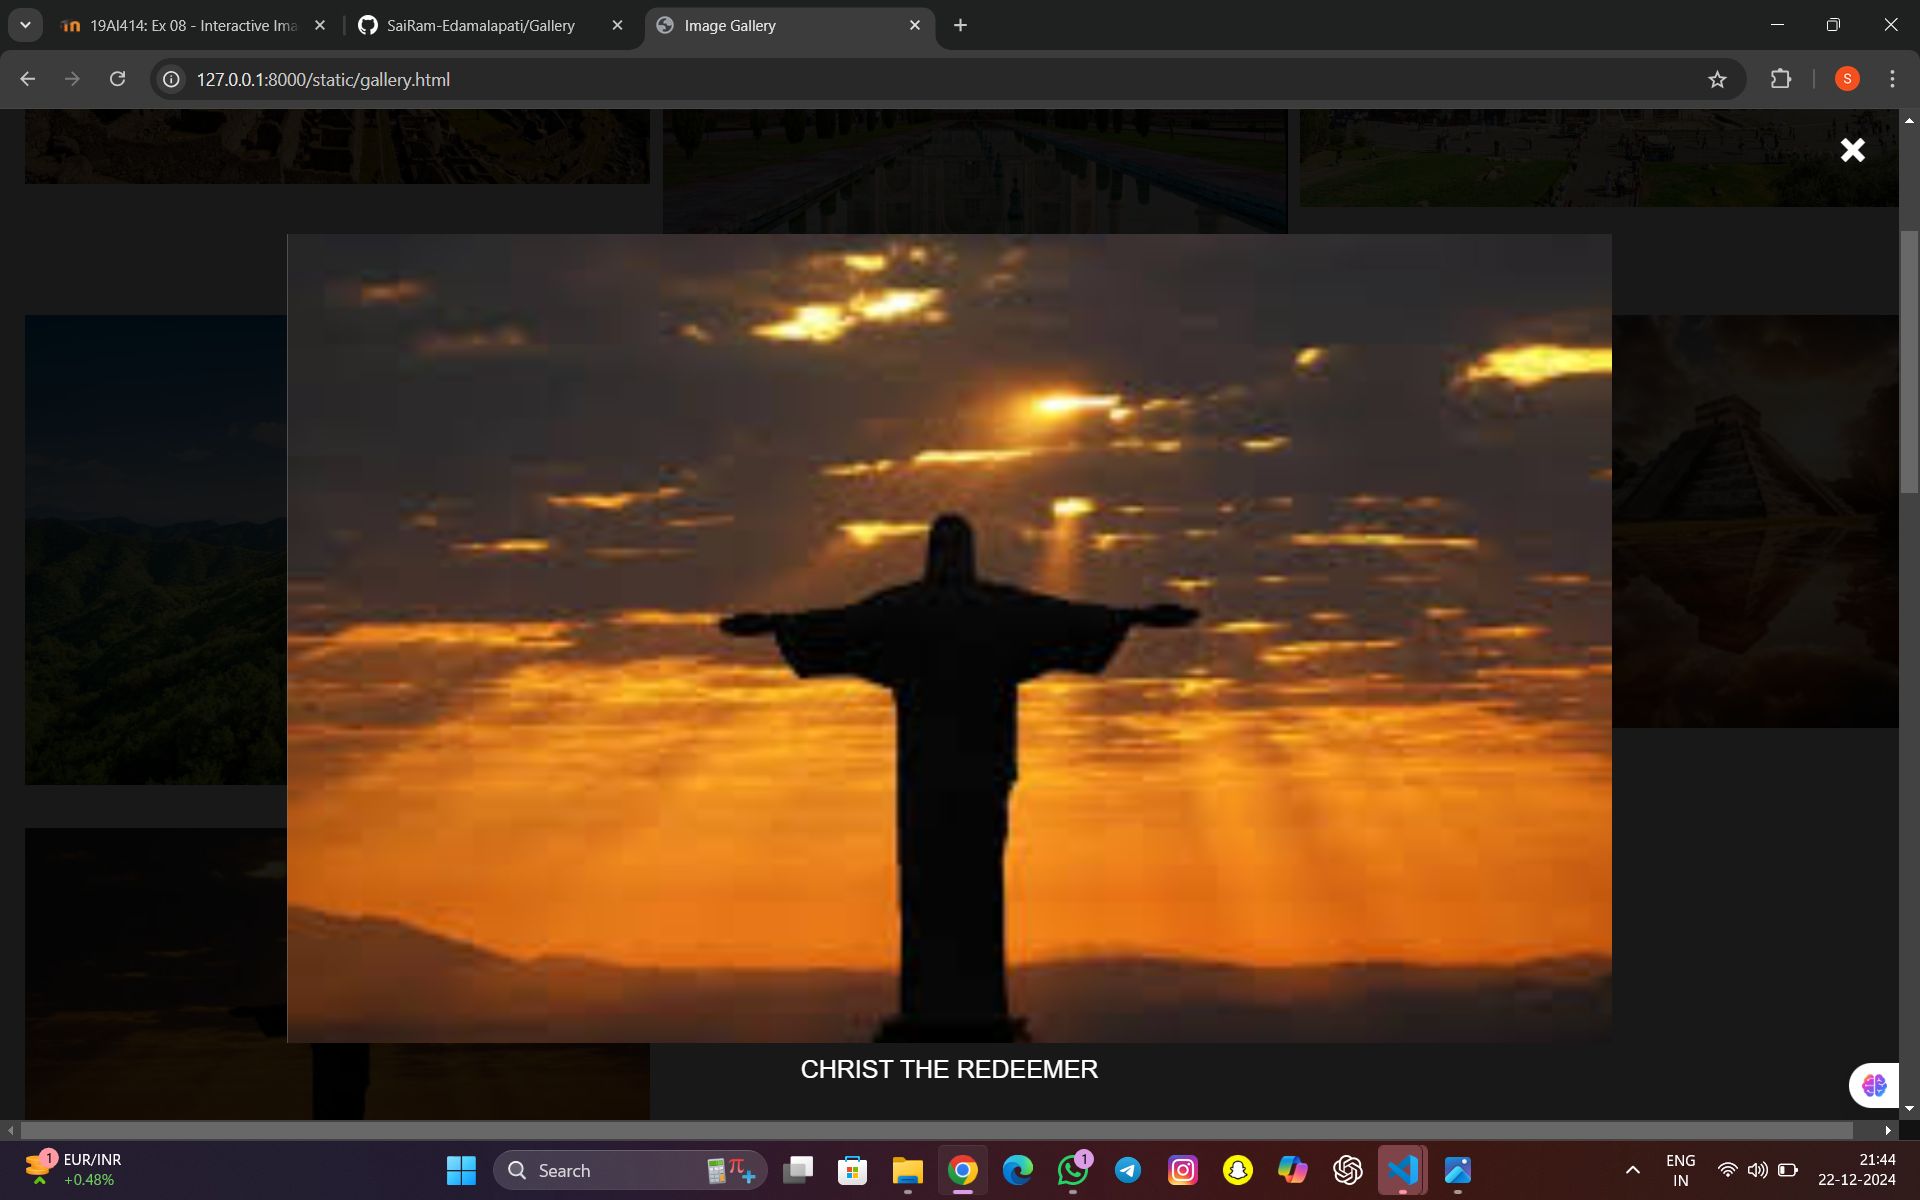 19AI414: Ex 08 - Interactive Ima
SaiRam-Edamalapati/Gallery
Image Gallery
127.0.0.1:8000/static/gallery.html
S
CHRIST THE REDEEMER
1
EUR/INR
+0.48%
Search
1
ENG
IN
21:44
22-12-2024